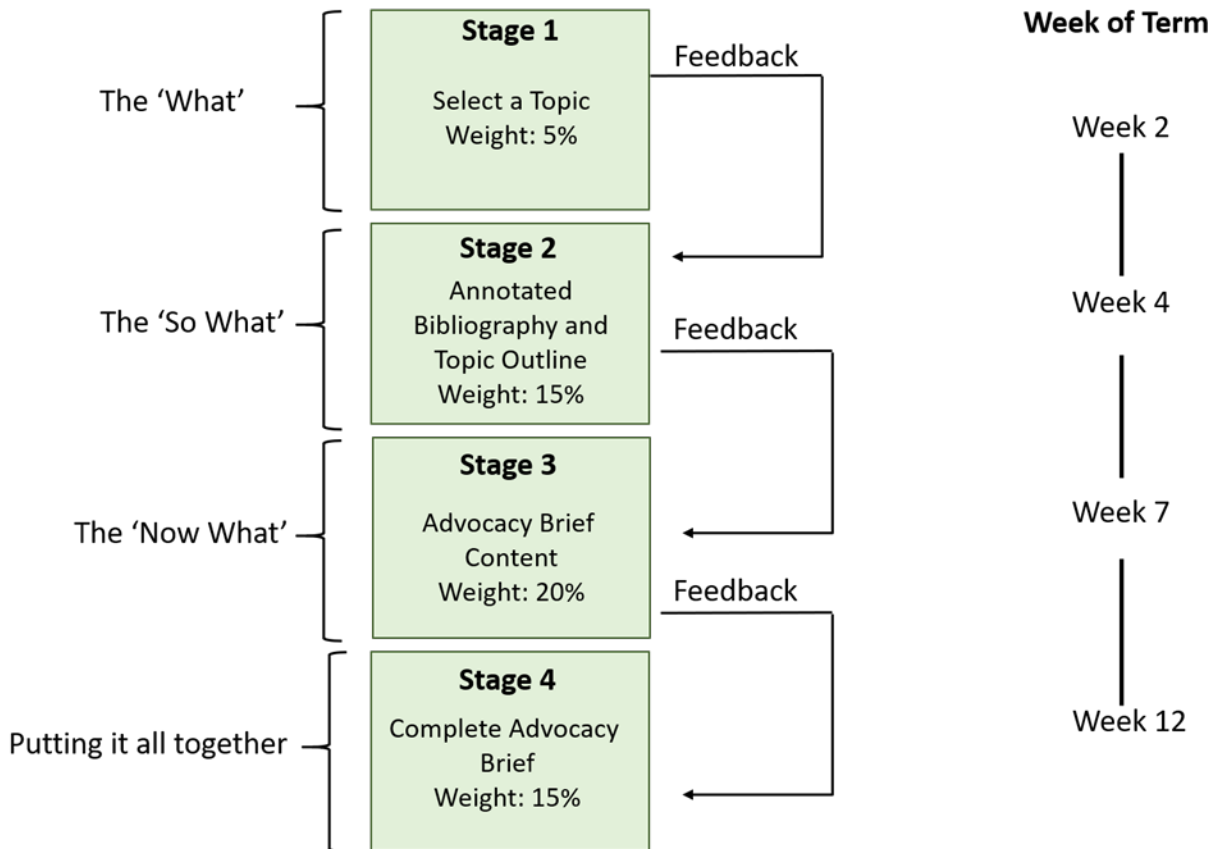 Week of Term
The ‘What’
Stage 1
Select a Topic
Weight: 5%
Feedback
Week 2
The ‘So What’
Stage 2
Annotated
Bibliography and
Topic Outline
Weight: 15%
Feedback
Week 4
The ‘Now What’
Stage 3
Advocacy Brief
Content
Weight: 20%
Feedback
Week 7
Putting it all together
Stage 4
Complete Advocacy
Brief
Weight: 15%
Week 12